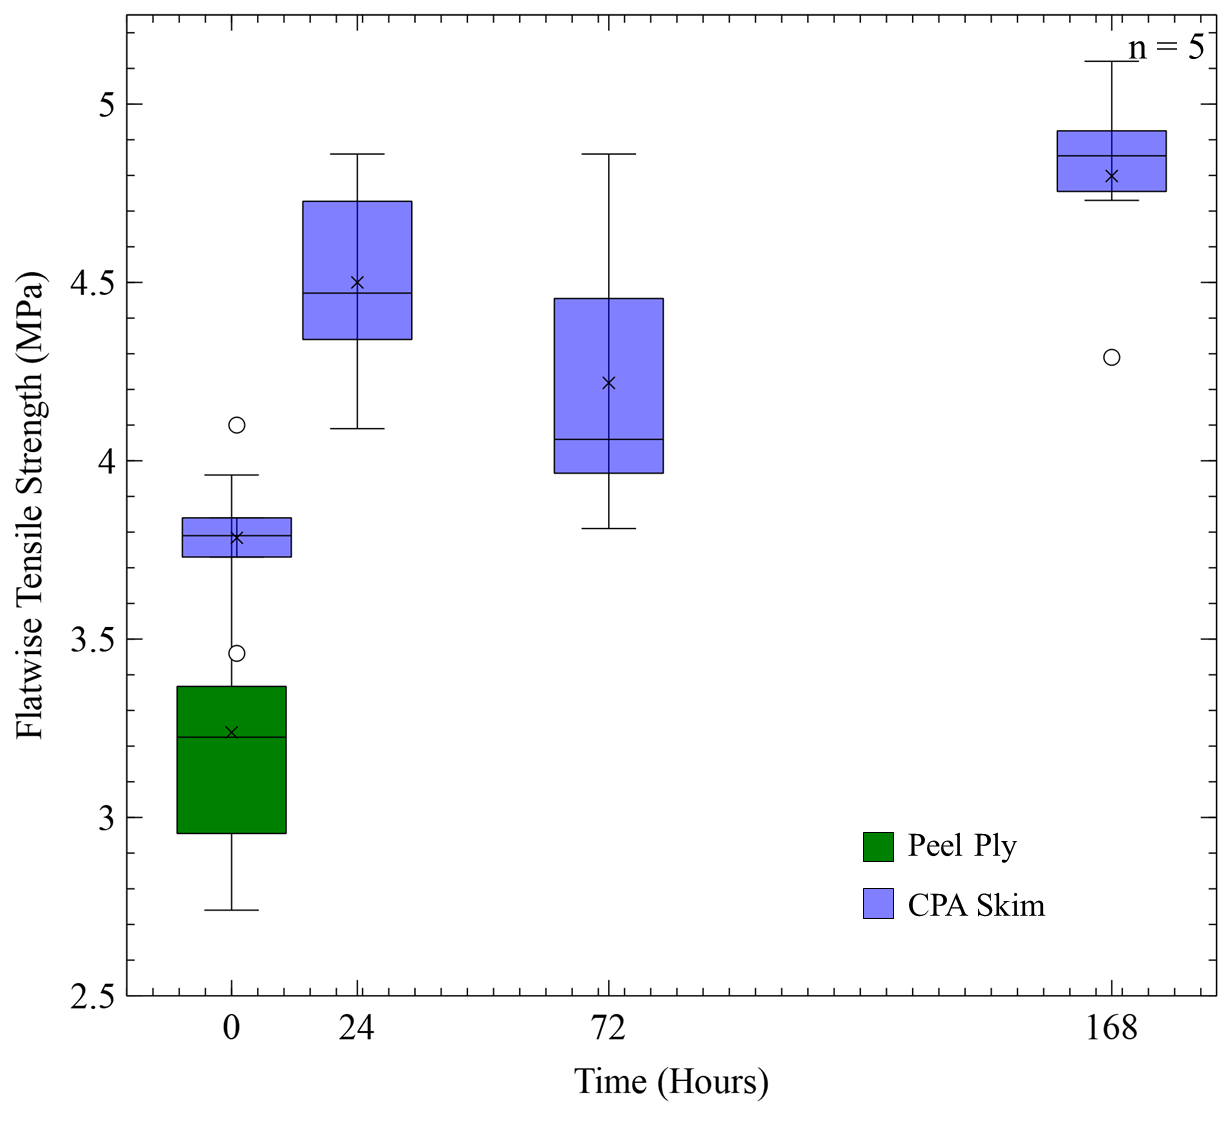 n = 5
5
4.5
4
3.5
3
2.5
Flatwise Tensile Strength (MPa)
Peel Ply
CPA Skim
0 24 72 168
Time (Hours)